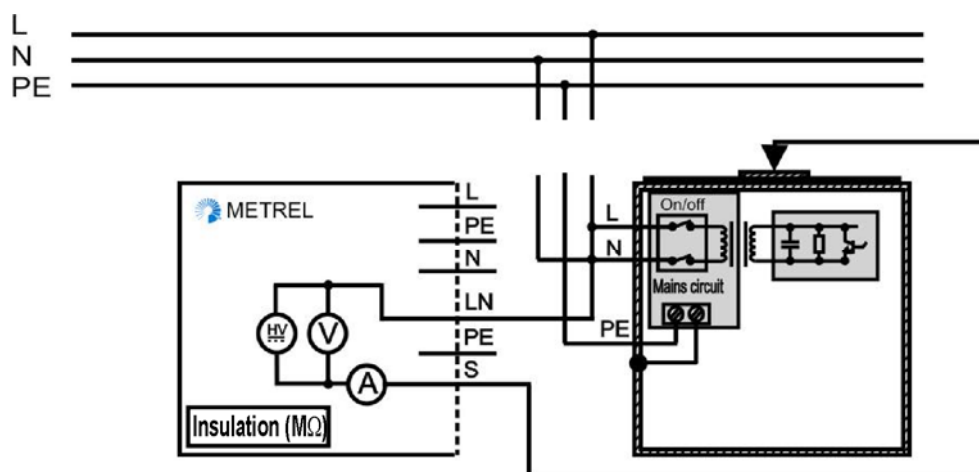 L
N
PE
METREL
L
PE
N
LN
PE
S
HV
V
A
Insulation (MΩ)
L
N
PE
On/off
Mains circuit